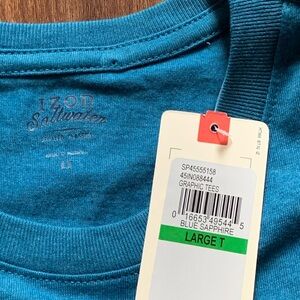 IZOD
Saltwater
SP45555158
45IN088444
GRAPHIC TEES
0 16653 49544 5
BLUE SAPPHIRE
LARGE T